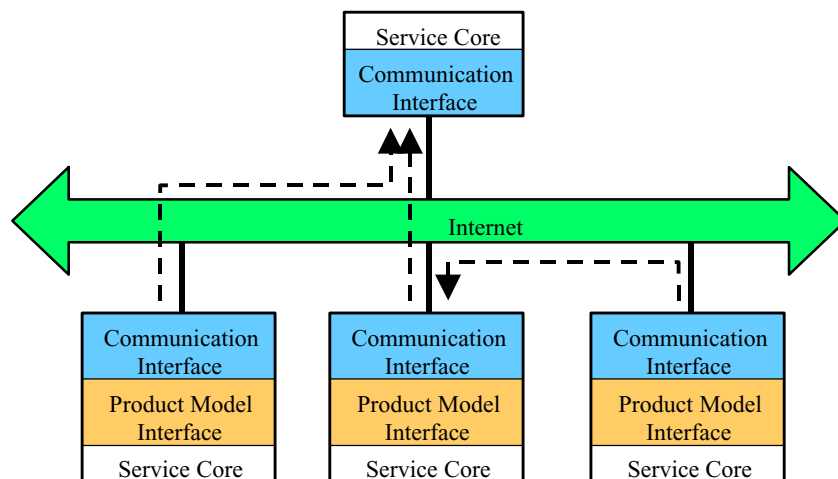 Service Core
Communication
Interface
Internet
Communication
Interface
Product Model
Interface
Service Core
Communication
Interface
Product Model
Interface
Service Core
Communication
Interface
Product Model
Interface
Service Core